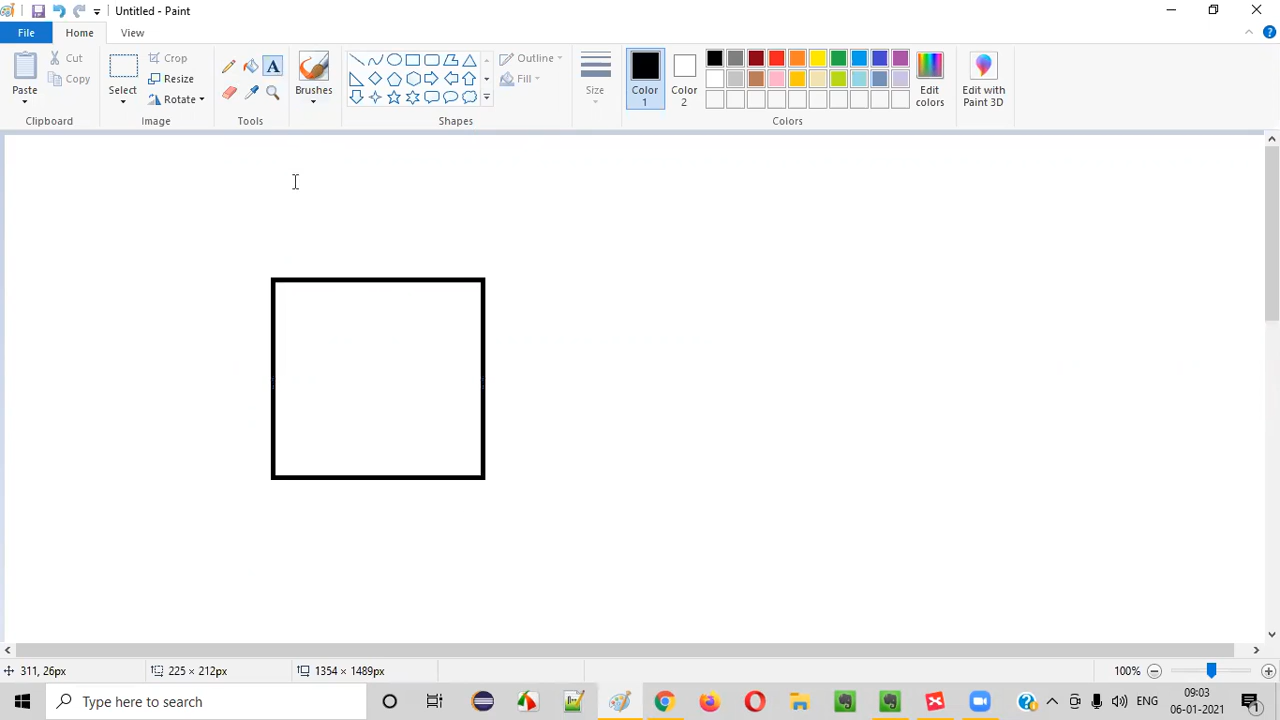 Untitled - Paint
File
Home
View
Paste
Cut
Copy
Clipboard
Select
Crop
Resize
Rotate
Image
A
Tools
Brushes
Shapes
Outline
Fill
Size
Color 1
Color 2
Edit colors
Colors
Edit with Paint 3D
311, 26px
225 × 212px
1354 × 1489px
100%
Type here to search
ENG
09:03
06-01-2021
1